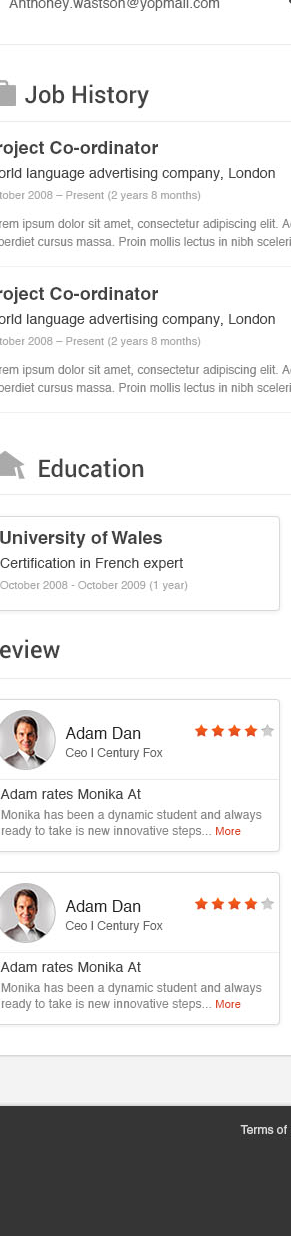 Anthoney.wastson@yopmail.com
Job History
roject Co-ordinator
orld language advertising company, London
tober 2008 – Present (2 years 8 months)
rem ipsum dolor sit amet, consectetur adipiscing elit. A
perdiet cursus massa. Proin mollis lectus in nibh sceleri
roject Co-ordinator
orld language advertising company, London
tober 2008 – Present (2 years 8 months)
rem ipsum dolor sit amet, consectetur adipiscing elit. A
perdiet cursus massa. Proin mollis lectus in nibh sceleri
Education
University of Wales
Certification in French expert
October 2008 - October 2009 (1 year)
eview
Adam Dan
Ceo I Century Fox
Adam rates Monika At
Monika has been a dynamic student and always
ready to take is new innovative steps... More
Adam Dan
Ceo I Century Fox
Adam rates Monika At
Monika has been a dynamic student and always
ready to take is new innovative steps... More
Terms of